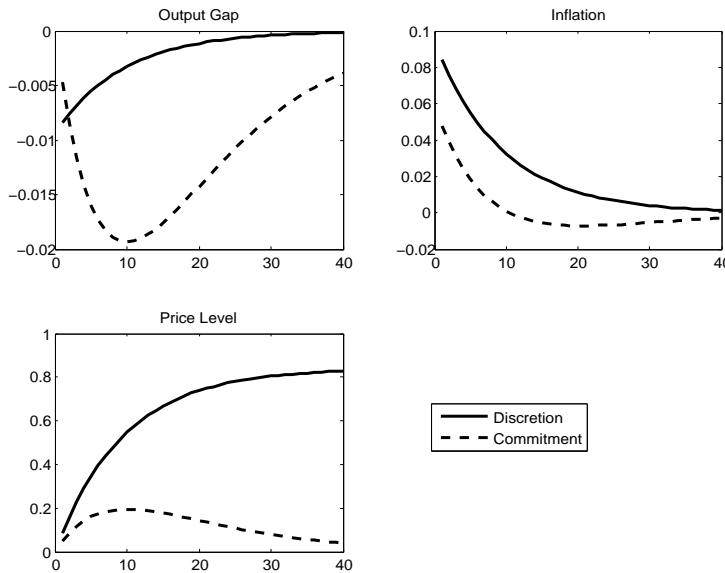 Output Gap
0
−0.005
−0.01
−0.015
−0.02
0 10 20 30 40
Inflation
0.1
0.08
0.06
0.04
0.02
0
−0.02
0 10 20 30 40
Price Level
1
0.8
0.6
0.4
0.2
0
0 10 20 30 40
Discretion
Commitment